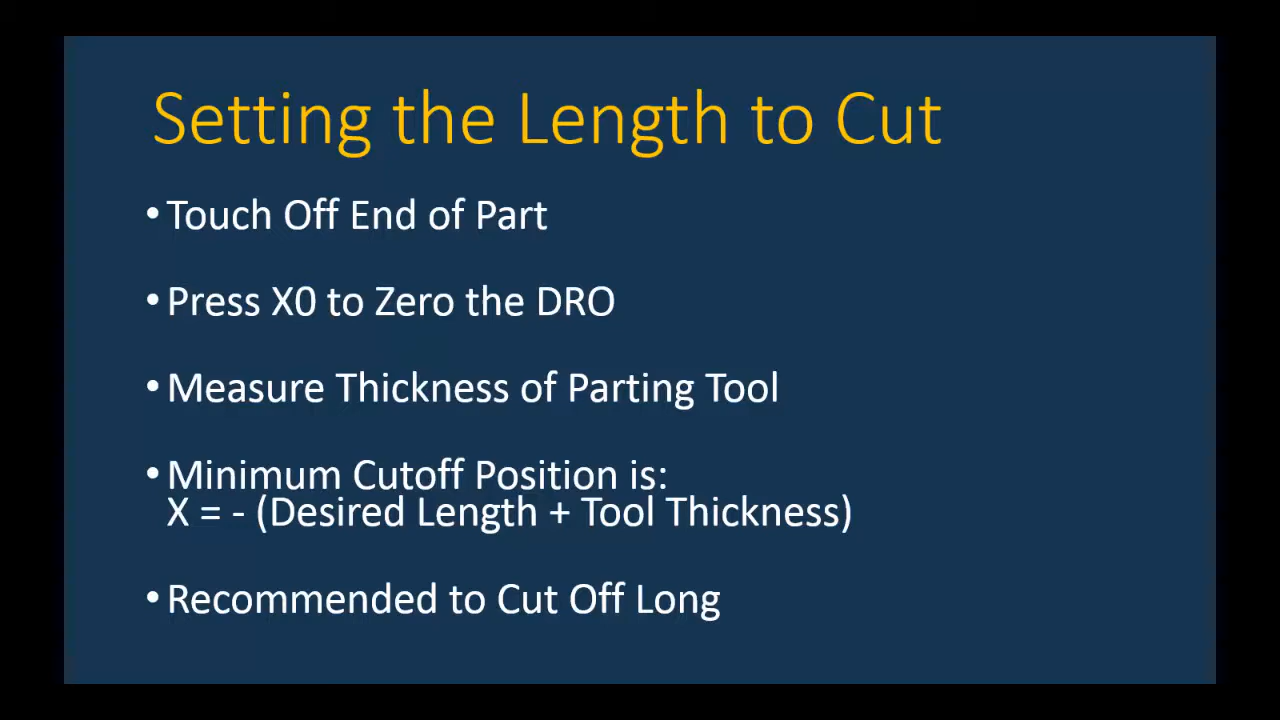 Setting the Length to Cut
• Touch Off End of Part
• Press X0 to Zero the DRO
• Measure Thickness of Parting Tool
• Minimum Cutoff Position is:
X = - (Desired Length + Tool Thickness)
• Recommended to Cut Off Long